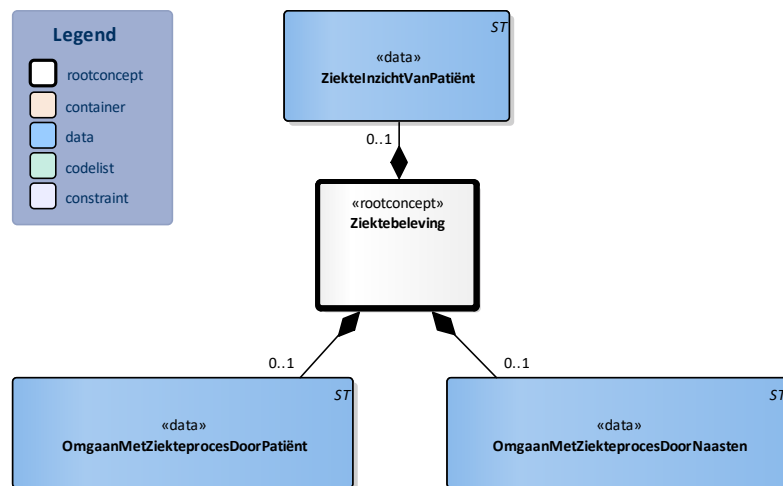 Legend
rootconcept
container
data
codelist
constraint
ST
«data»
ZiekteInzichtVanPatiënt
0..1
«rootconcept»
Ziektebeleving
0..1
0..1
ST
«data»
OmgaanMetZiekteprocesDoorPatiënt
ST
«data»
OmgaanMetZiekteprocesDoorNaasten